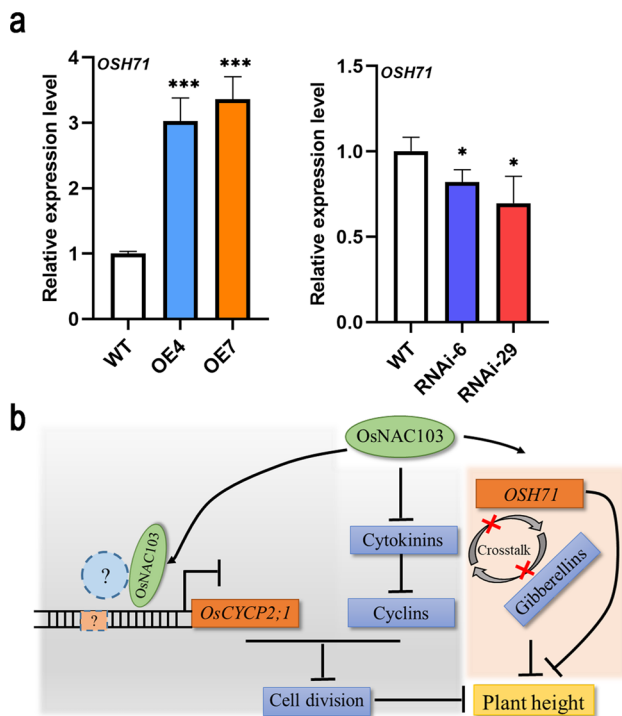 a
OSH71
Relative expression level
4
3
2
1
0
***
***
WT
OE4
OE7
OSH71
Relative expression level
1.5
1.0
0.5
0.0
*
*
WT
RNAi-6
RNAi-29
b
OsNAC103
OSH71
Crosstalk
Gibberellins
Cytokinins
Cyclins
?
OsNAC103
?
OsCYCP2;1
Cell division
Plant height